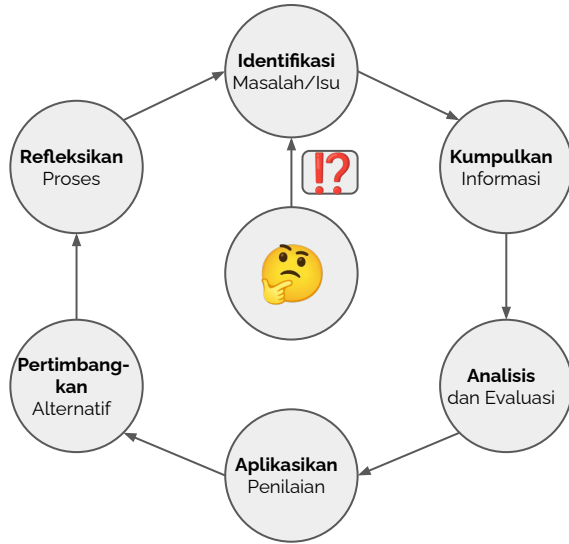 Identifikasi
Masalah/Isu
Kumpulkan
Informasi
Analisis
dan Evaluasi
Aplikasikan
Penilaian
Pertimbang-
kan
Alternatif
Refleksikan
Proses
⁉